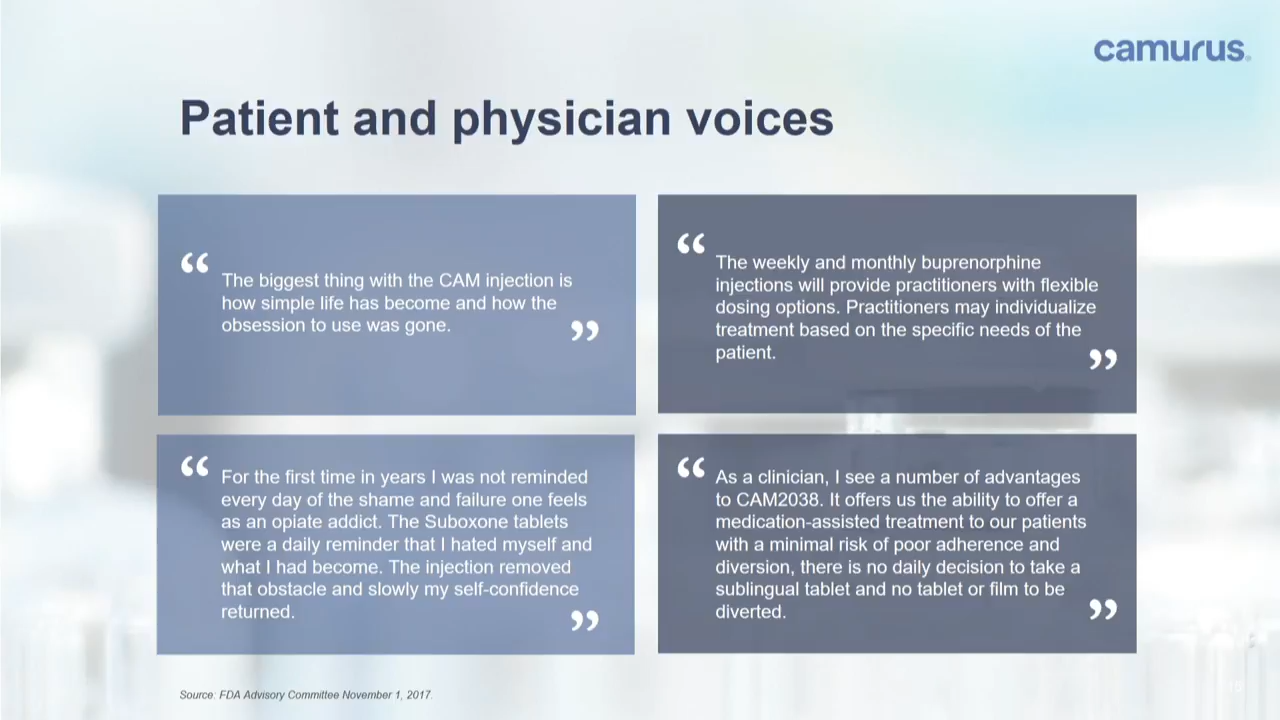 camurus.
Patient and physician voices
“
The biggest thing with the CAM injection is
how simple life has become and how the
obsession to use was gone.
”
“
The weekly and monthly buprenorphine
injections will provide practitioners with flexible
dosing options. Practitioners may individualize
treatment based on the specific needs of the
patient.
”
“
For the first time in years I was not reminded
every day of the shame and failure one feels
as an opiate addict. The Suboxone tablets
were a daily reminder that I hated myself and
what I had become. The injection removed
that obstacle and slowly my self-confidence
returned.
”
“
As a clinician, I see a number of advantages
to CAM2038. It offers us the ability to offer a
medication-assisted treatment to our patients
with a minimal risk of poor adherence and
diversion, there is no daily decision to take a
sublingual tablet and no tablet or film to be
diverted.
”
Source: FDA Advisory Committee November 1, 2017.